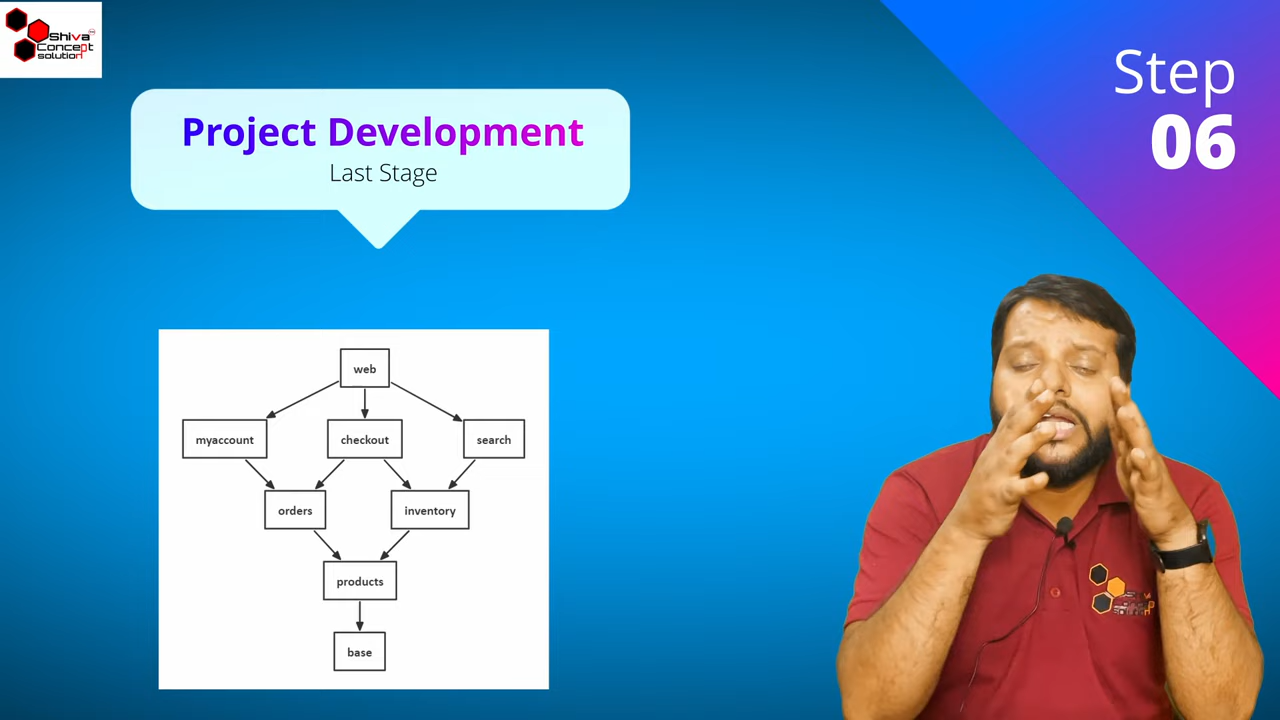 Shiva
Concept
solution
Project Development
Last Stage
Step
06
web
myaccount
checkout
search
orders
inventory
products
base